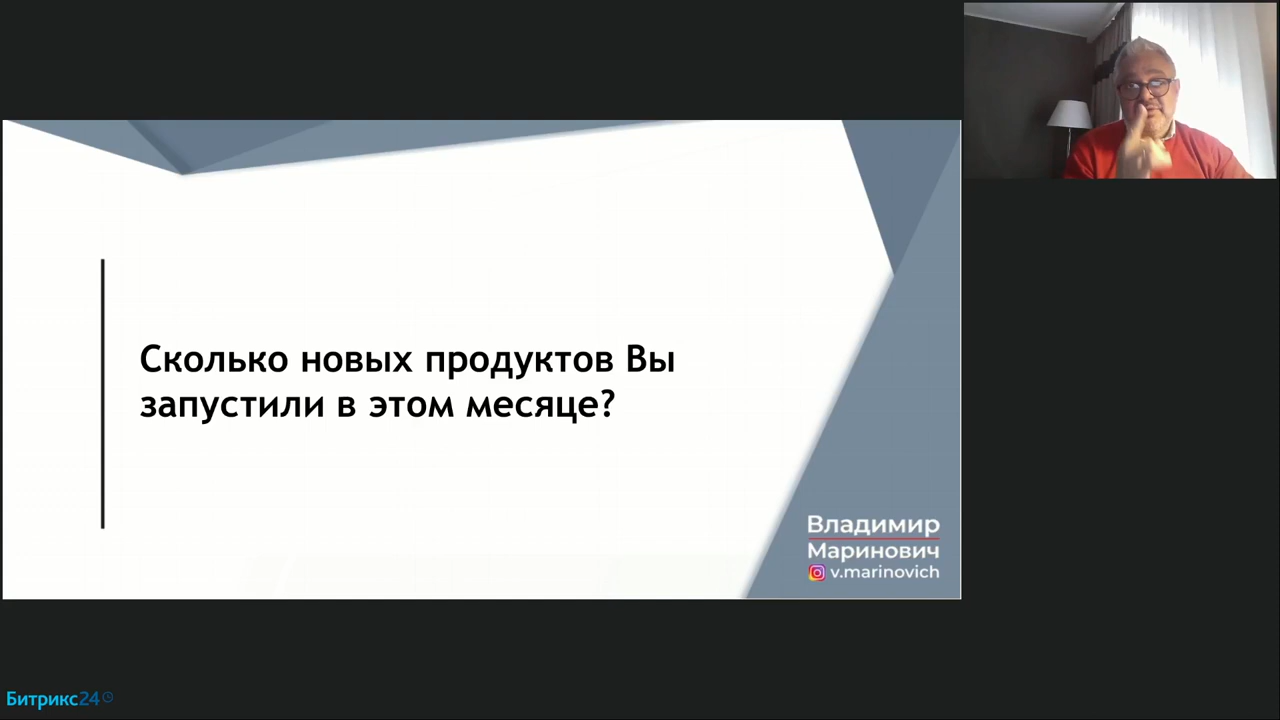 Сколько новых продуктов Вы
запустили в этом месяце?
Владимир
Маринович
v.marinovich
Битрикс24